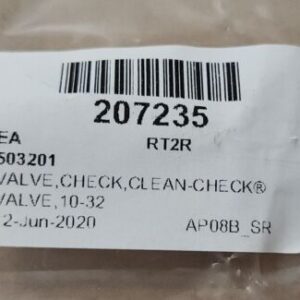 207235
EA RT2R
503201
VALVE,CHECK,CLEAN-CHECK®
VALVE,10-32
2-Jun-2020 AP08B_SR